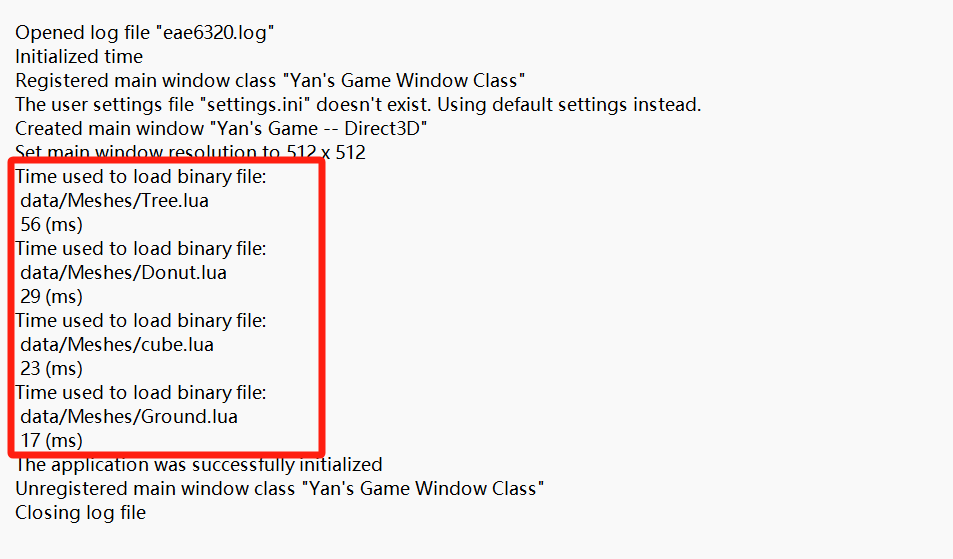 Opened log file "eae6320.log"
Initialized time
Registered main window class "Yan's Game Window Class"
The user settings file "settings.ini" doesn't exist. Using default settings instead.
Created main window "Yan's Game -- Direct3D"
Set main window resolution to 512 x 512
Time used to load binary file:
data/Meshes/Tree.lua
56 (ms)
Time used to load binary file:
data/Meshes/Donut.lua
29 (ms)
Time used to load binary file:
data/Meshes/cube.lua
23 (ms)
Time used to load binary file:
data/Meshes/Ground.lua
17 (ms)
The application was successfully initialized
Unregistered main window class "Yan's Game Window Class"
Closing log file